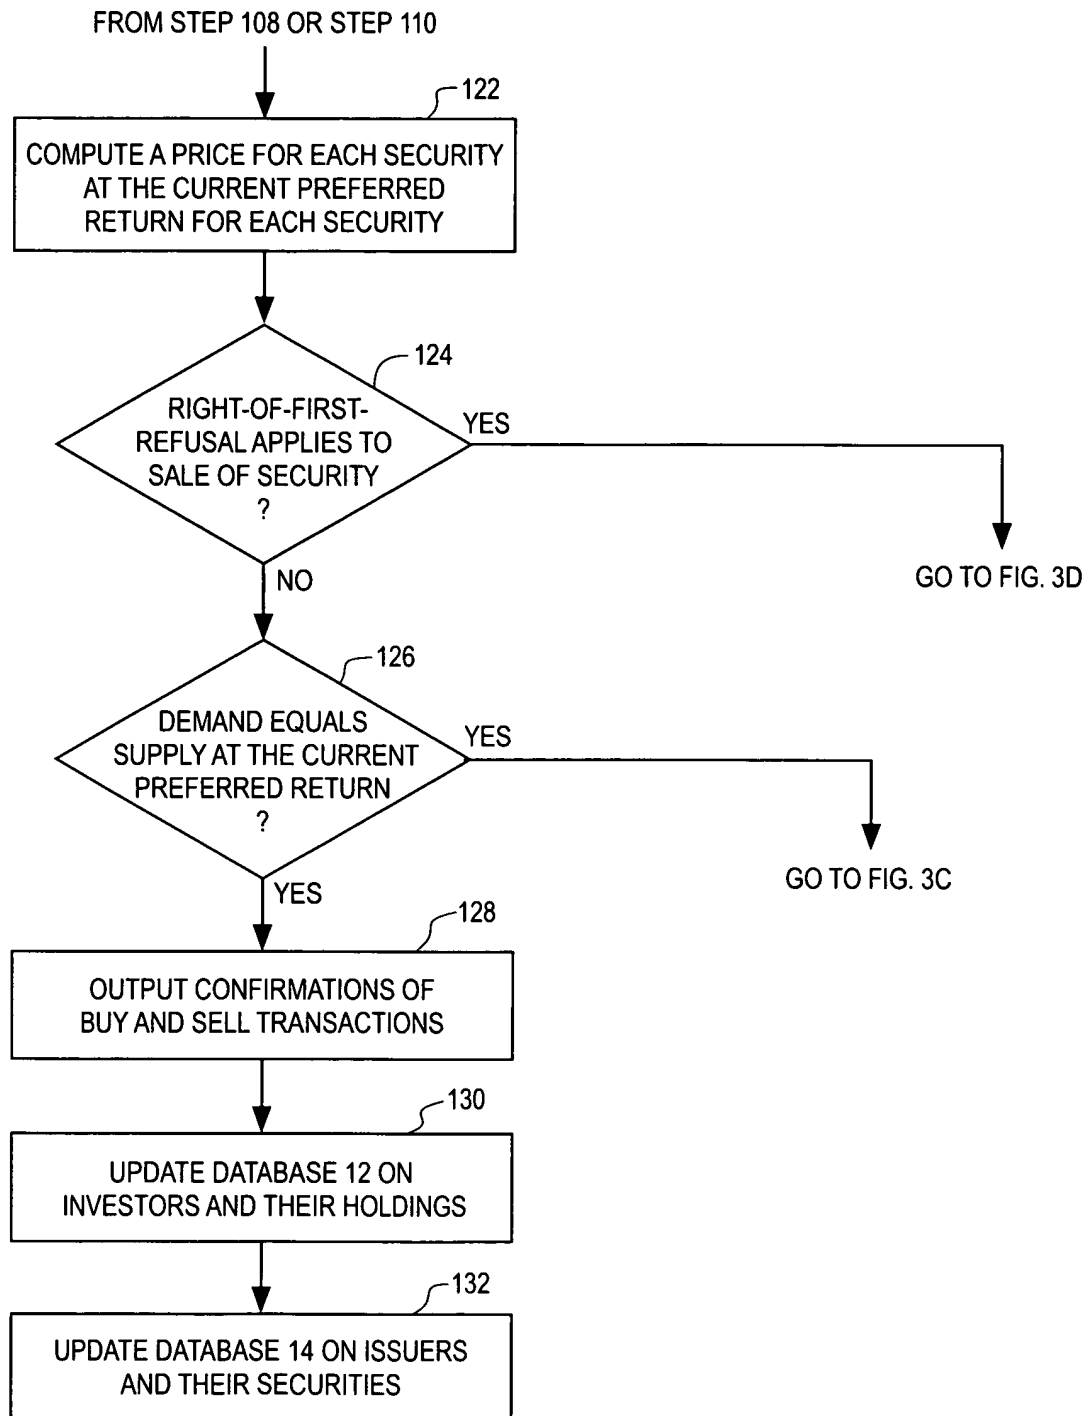 FROM STEP 108 OR STEP 110
122
COMPUTE A PRICE FOR EACH SECURITY
AT THE CURRENT PREFERRED
RETURN FOR EACH SECURITY
124
RIGHT-OF-FIRST-
REFUSAL APPLIES TO
SALE OF SECURITY
?
YES
GO TO FIG. 3D
NO
126
DEMAND EQUALS
SUPPLY AT THE CURRENT
PREFERRED RETURN
?
YES
GO TO FIG. 3C
YES
128
OUTPUT CONFIRMATIONS OF
BUY AND SELL TRANSACTIONS
130
UPDATE DATABASE 12 ON
INVESTORS AND THEIR HOLDINGS
132
UPDATE DATABASE 14 ON ISSUERS
AND THEIR SECURITIES